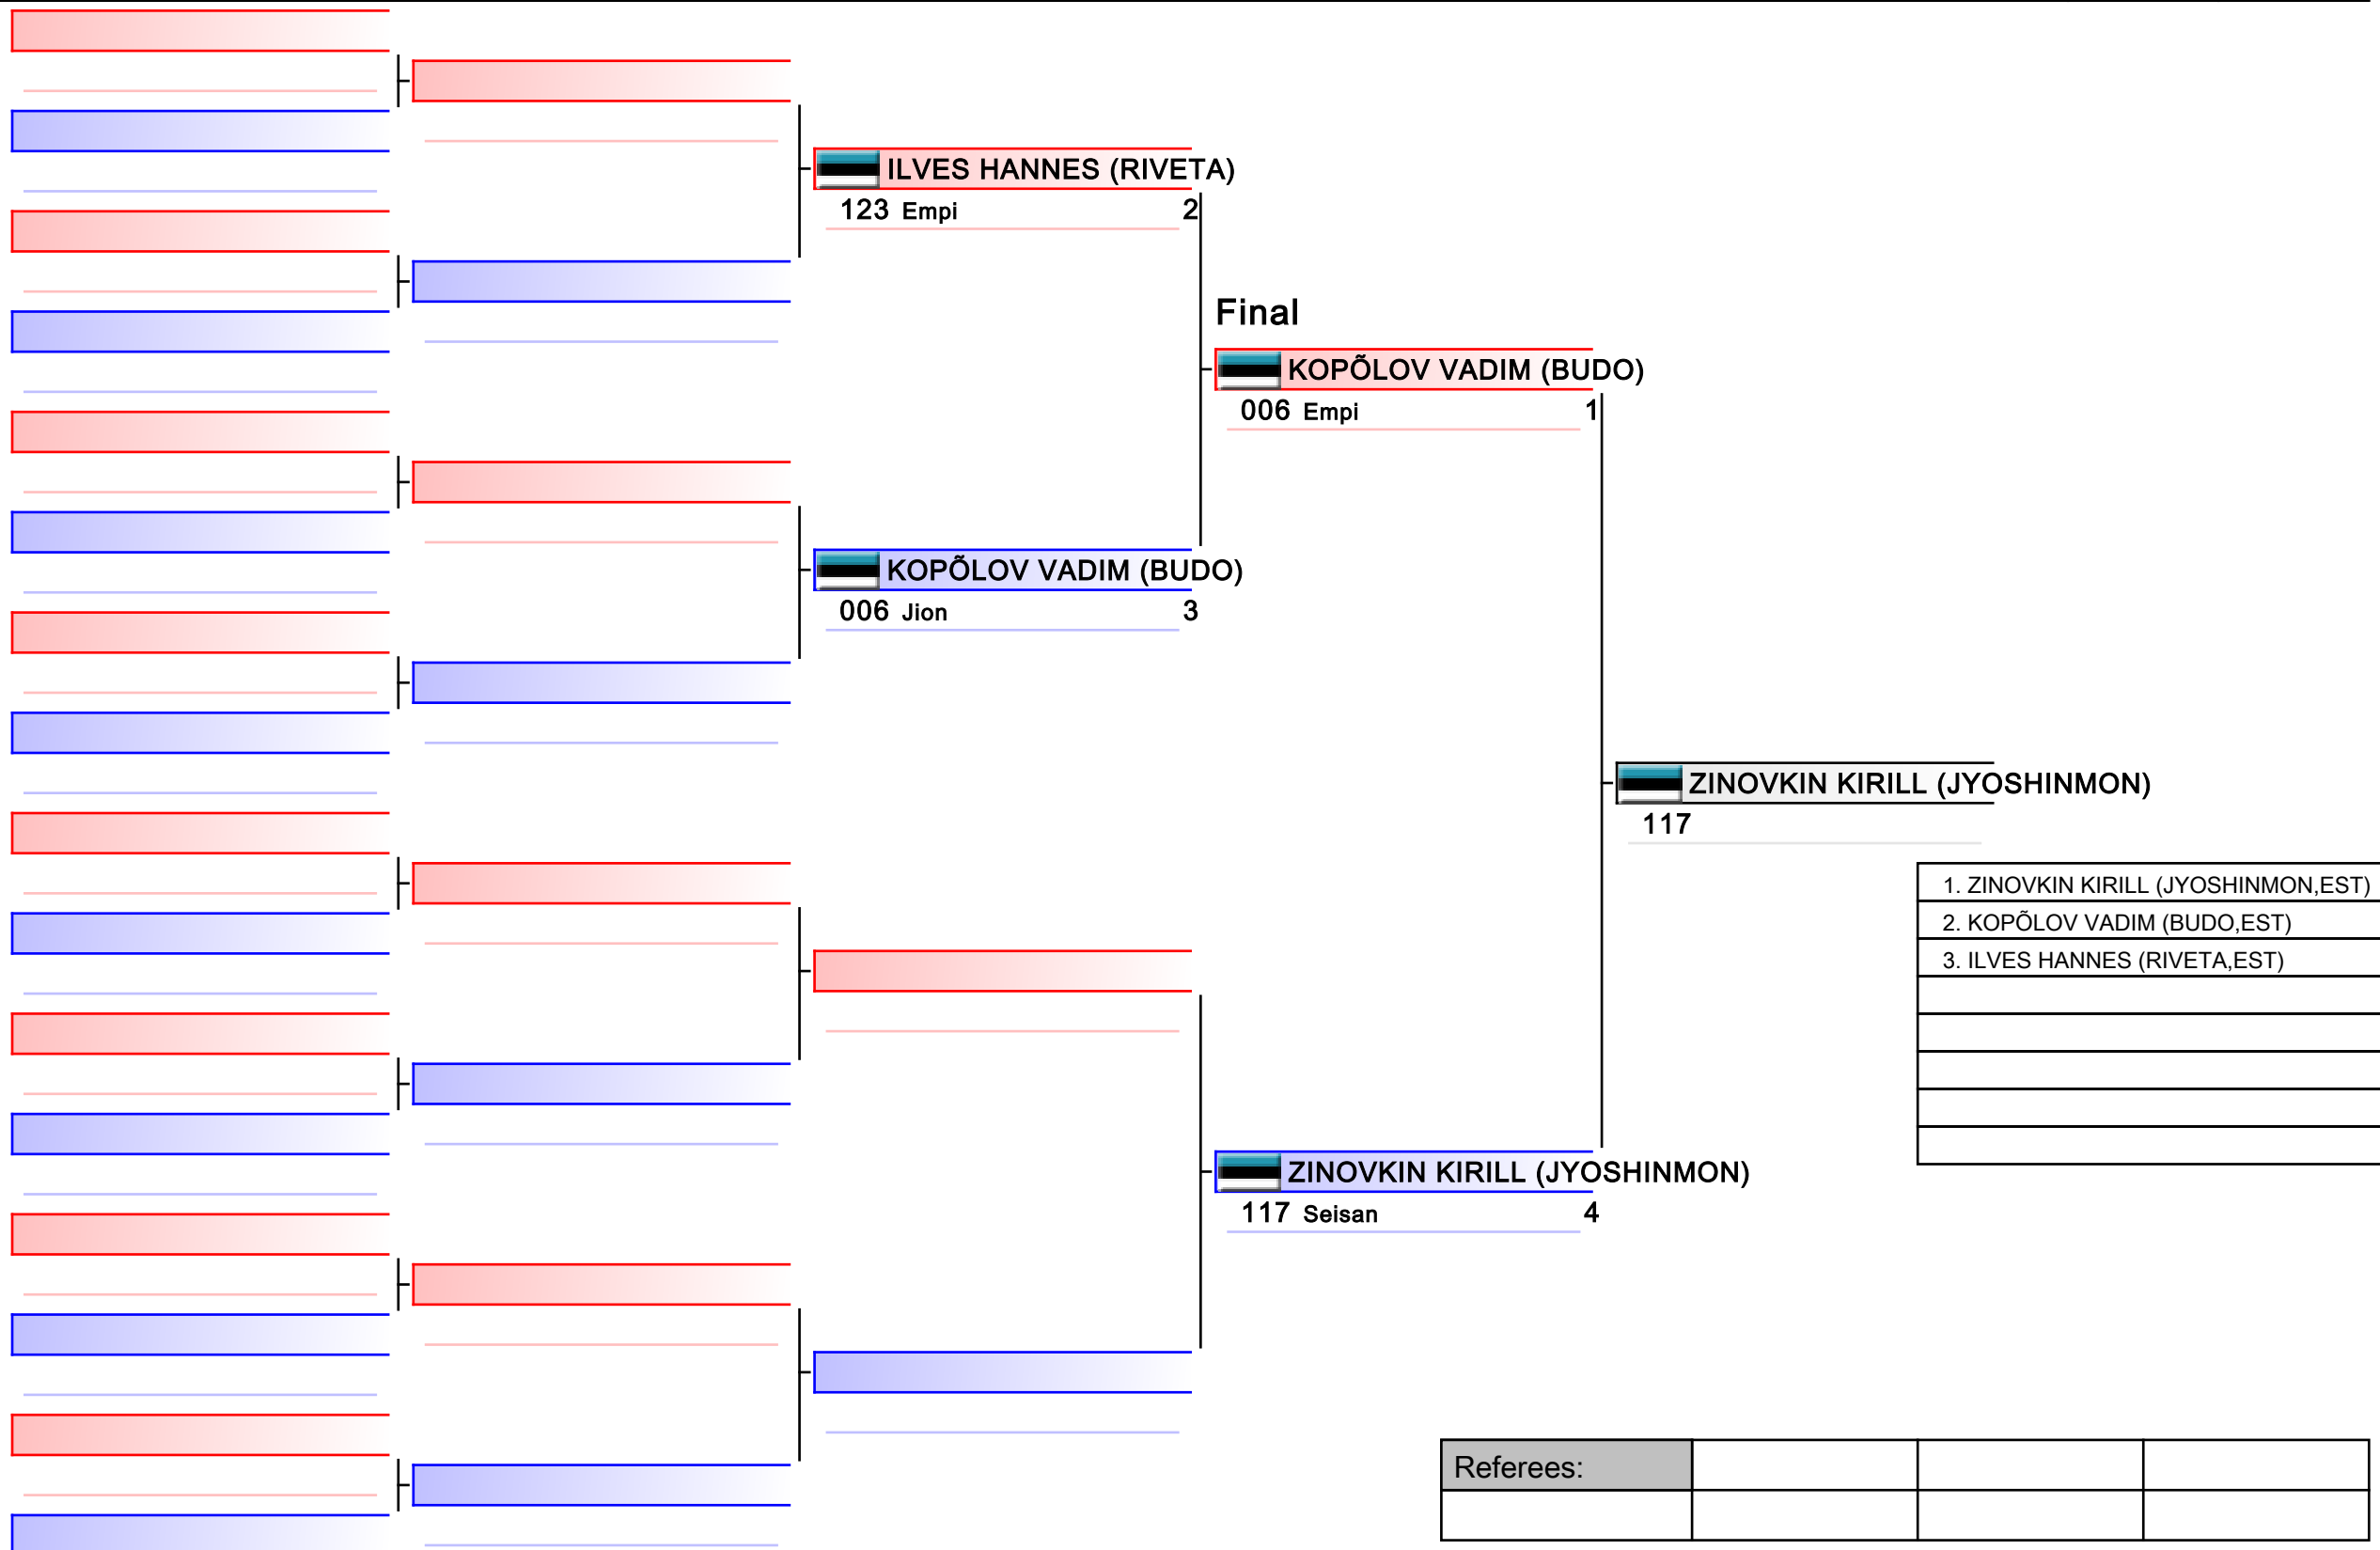 ILVES HANNES (RIVETA)
123 Empi 2
Final
KOPÕLOV VADIM (BUDO)
006 Empi 1
KOPÕLOV VADIM (BUDO)
006 Jion 3
ZINOVKIN KIRILL (JYOSHINMON)
117
1. ZINOVKIN KIRILL (JYOSHINMON,EST)
2. KOPÕLOV VADIM (BUDO,EST)
3. ILVES HANNES (RIVETA,EST)
ZINOVKIN KIRILL (JYOSHINMON)
117 Seisan 4
Referees: